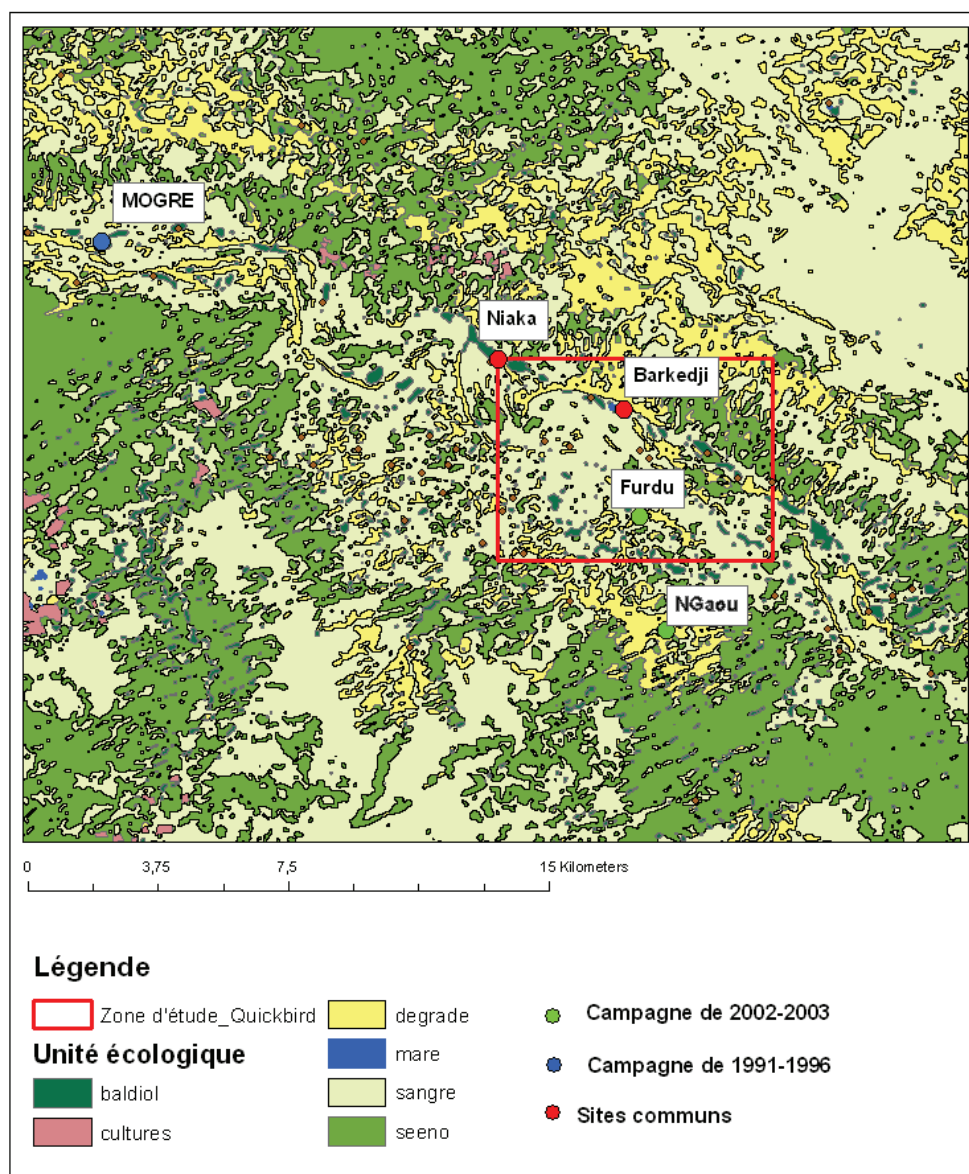 MOGRE
Niaka
Barkedji
Furdu
NGaou
0 3,75 7,5 15 Kilometers
Légende
Zone d'étude_Quickbird
Unité écologique
baldiol
cultures
degrade
mare
sangre
seeno
Campagne de 2002-2003
Campagne de 1991-1996
Sites communs